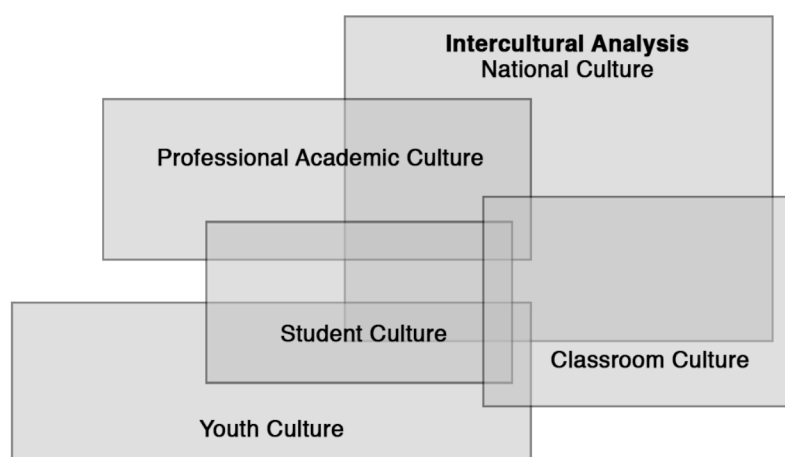 Intercultural Analysis
National Culture
Professional Academic Culture
Student Culture
Classroom Culture
Youth Culture